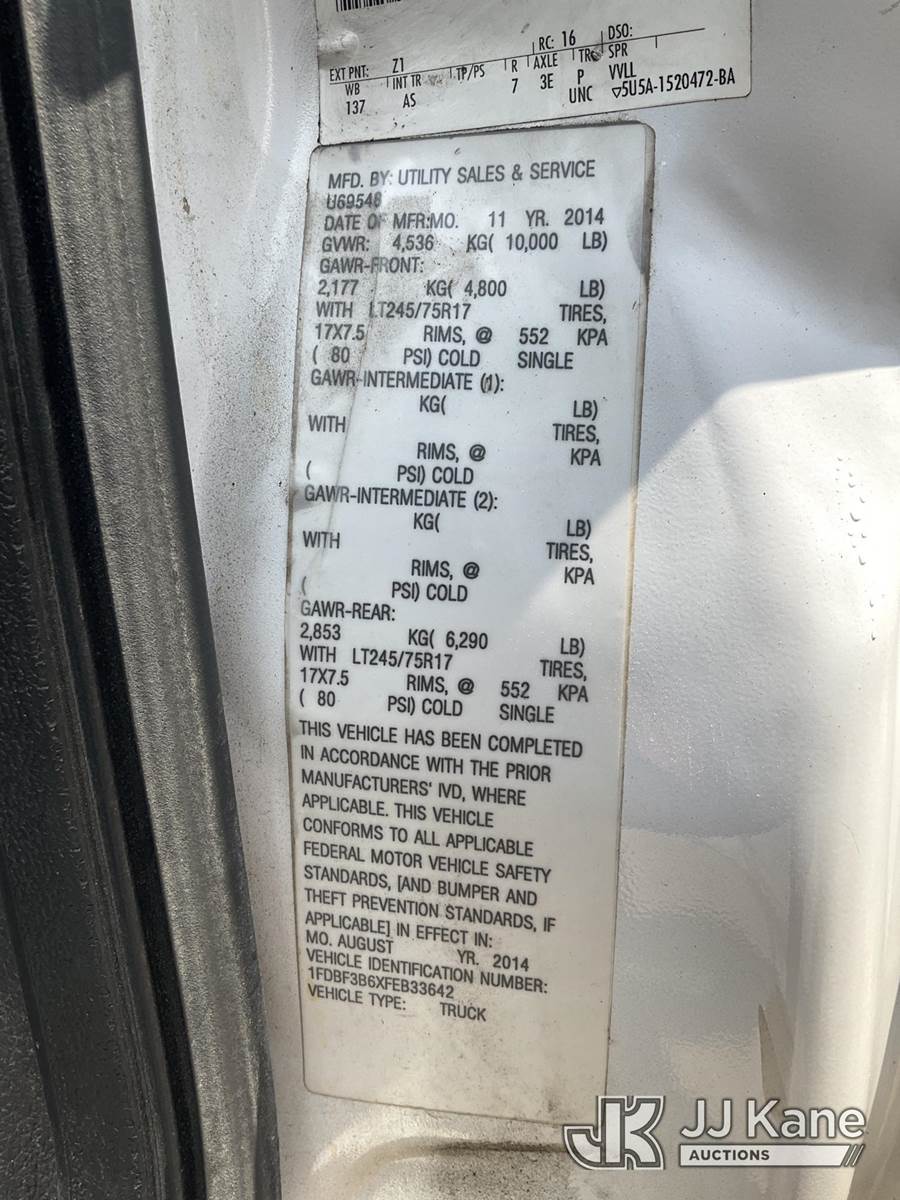 RC: 16 DSO:
EXT PNT: Z1
WB INT TR TP/PS R AXLE TR SPR
137 AS 7 3E P VVLL
UNC ▽5U5A-1520472-BA
MFD. BY: UTILITY SALES & SERVICE
U69548
DATE OF MFR:MO. 11 YR. 2014
GVWR: 4,536 KG( 10,000 LB)
GAWR-FRONT:
2,177 KG( 4,800 LB)
WITH LT245/75R17 TIRES,
17X7.5 RIMS, @ 552 KPA
( 80 PSI) COLD SINGLE
GAWR-INTERMEDIATE (1):
KG( LB)
WITH TIRES,
RIMS, @ KPA
( PSI) COLD
GAWR-INTERMEDIATE (2):
KG( LB)
WITH TIRES,
RIMS, @ KPA
( PSI) COLD
GAWR-REAR:
2,853 KG( 6,290 LB)
WITH LT245/75R17 TIRES,
17X7.5 RIMS, @ 552 KPA
( 80 PSI) COLD SINGLE
THIS VEHICLE HAS BEEN COMPLETED
IN ACCORDANCE WITH THE PRIOR
MANUFACTURERS' IVD, WHERE
APPLICABLE. THIS VEHICLE
CONFORMS TO ALL APPLICABLE
FEDERAL MOTOR VEHICLE SAFETY
STANDARDS, [AND BUMPER AND
THEFT PREVENTION STANDARDS, IF
APPLICABLE] IN EFFECT IN:
MO. AUGUST YR. 2014
VEHICLE IDENTIFICATION NUMBER:
1FDBF3B6XFEB33642
VEHICLE TYPE: TRUCK
JK JJ Kane
AUCTIONS